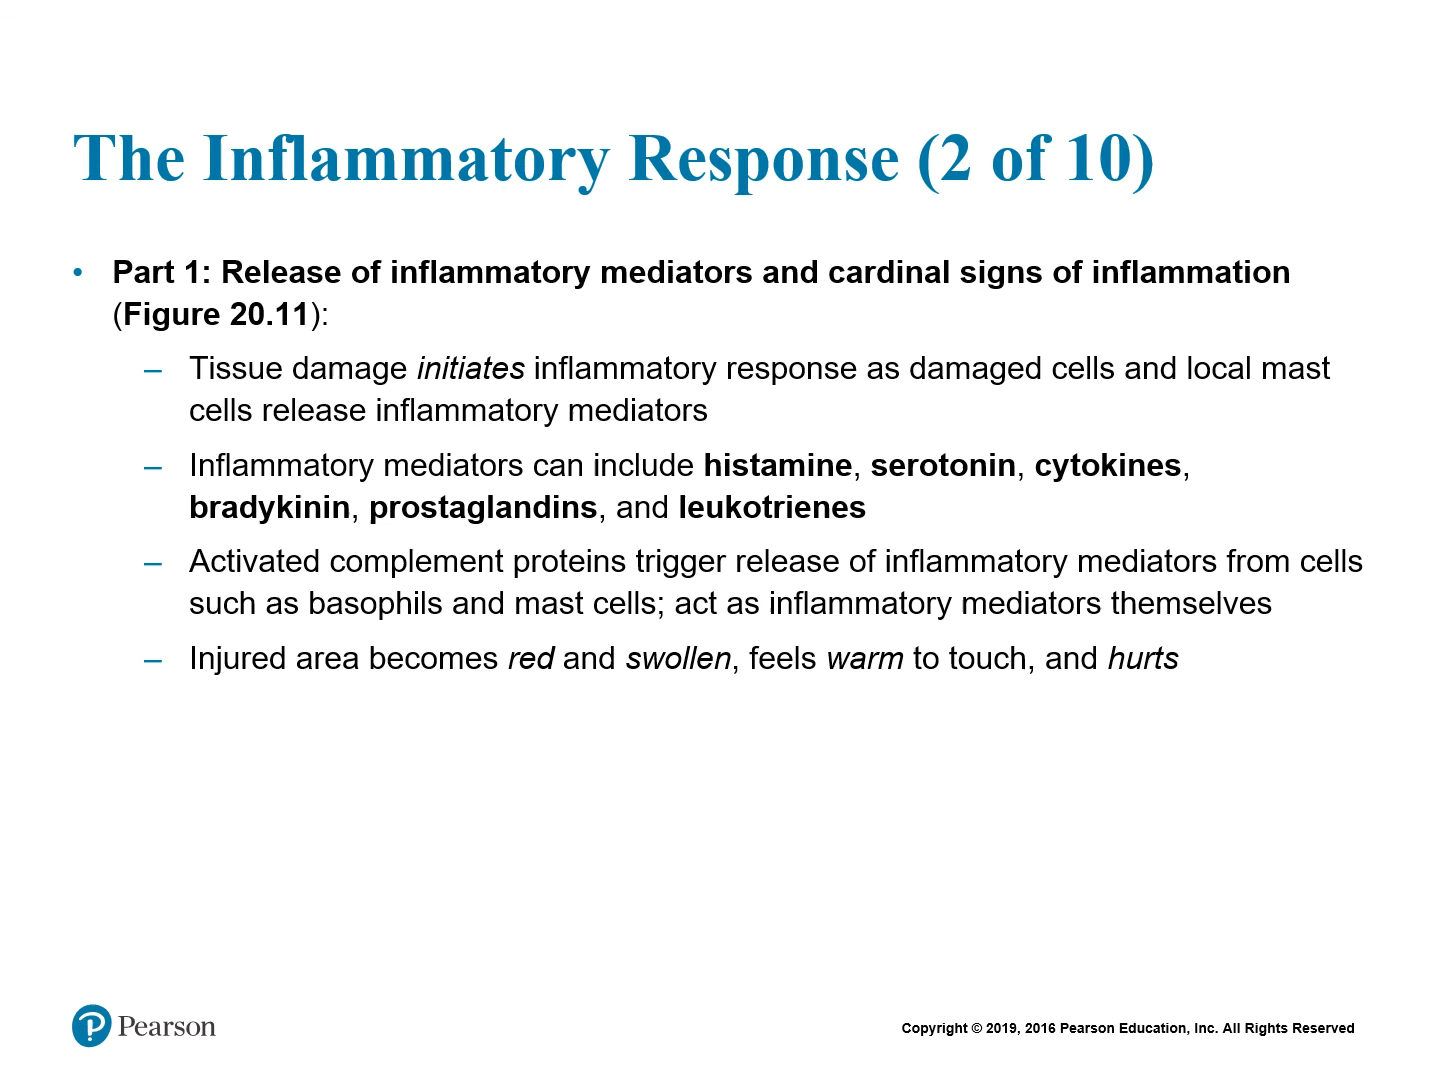 The Inflammatory Response (2 of 10)
• Part 1: Release of inflammatory mediators and cardinal signs of inflammation
(Figure 20.11):
– Tissue damage initiates inflammatory response as damaged cells and local mast
cells release inflammatory mediators
– Inflammatory mediators can include histamine, serotonin, cytokines,
bradykinin, prostaglandins, and leukotrienes
– Activated complement proteins trigger release of inflammatory mediators from cells
such as basophils and mast cells; act as inflammatory mediators themselves
– Injured area becomes red and swollen, feels warm to touch, and hurts
Pearson
Copyright © 2019, 2016 Pearson Education, Inc. All Rights Reserved